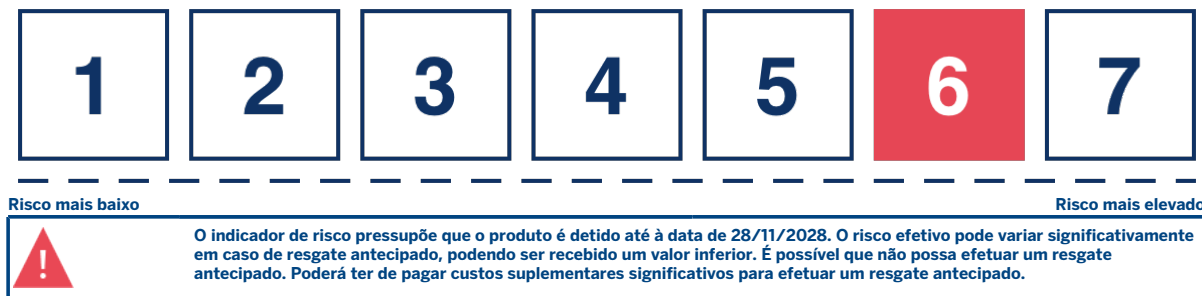 1 2 3 4 5 6 7
Risco mais baixo Risco mais elevado
!
O indicador de risco pressupõe que o produto é detido até à data de 28/11/2028. O risco efetivo pode variar significativamente
em caso de resgate antecipado, podendo ser recebido um valor inferior. É possível que não possa efetuar um resgate
antecipado. Poderá ter de pagar custos suplementares significativos para efetuar um resgate antecipado.